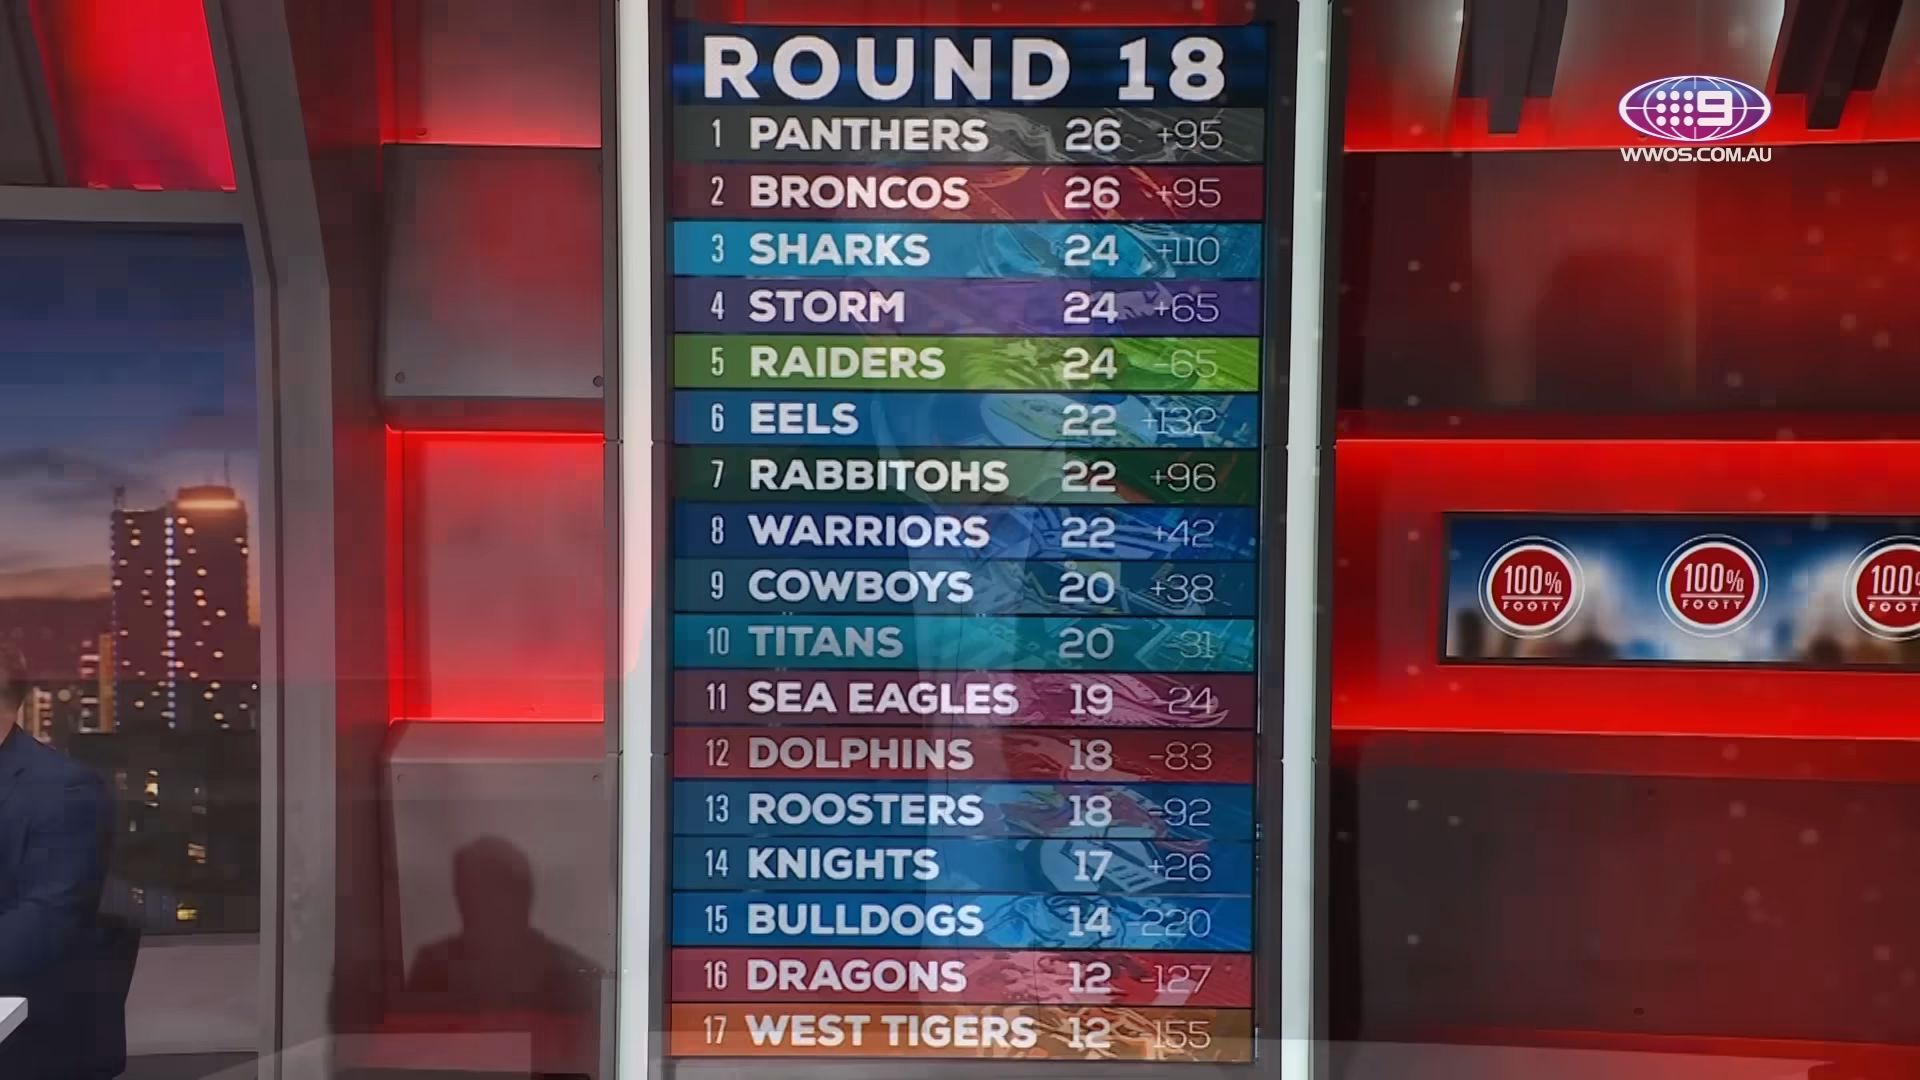 ROUND 18
1 PANTHERS 26 +95
2 BRONCOS 26 +95
3 SHARKS 24 +110
4 STORM 24 +65
5 RAIDERS 24 -65
6 EELS 22 +132
7 RABBITOHS 22 +96
8 WARRIORS 22 +42
9 COWBOYS 20 +38
10 TITANS 20 -31
11 SEA EAGLES 19 -24
12 DOLPHINS 18 -83
13 ROOSTERS 18 -92
14 KNIGHTS 17 +26
15 BULLDOGS 14 -220
16 DRAGONS 12 -127
17 WEST TIGERS 12 -155
9
WWOS.COM.AU
100%
FOOTY
100%
FOOTY
100%
FOOT